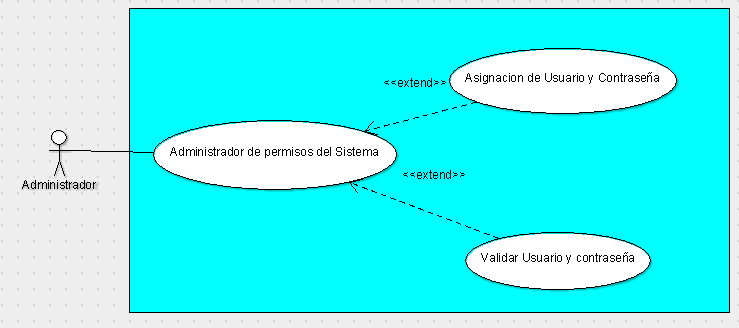 Asignacion de Usuario y Contraseña
<<extend>>
Administrador de permisos del Sistema
<<extend>>
Administrador
Validar Usuario y contraseña